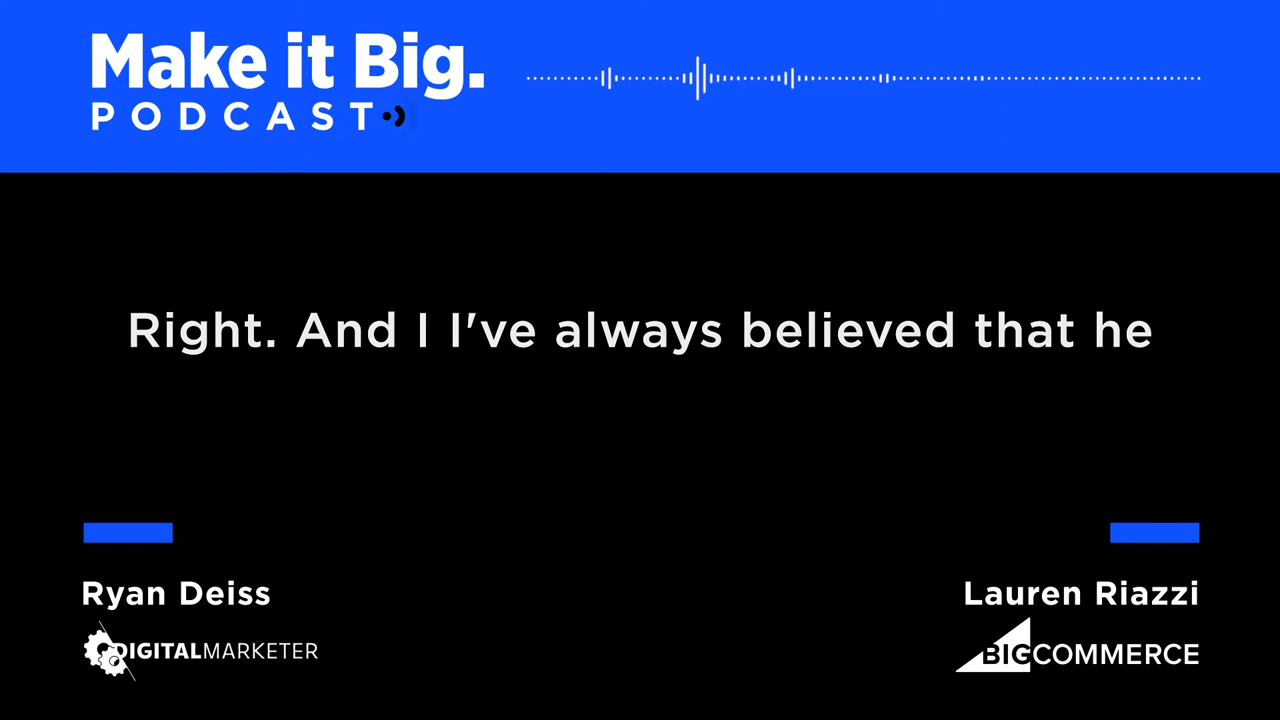 Make it Big.
PODCAST
Right. And I I've always believed that he
Ryan Deiss
Lauren Riazzi
DIGITALMARKETER
BIGCOMMERCE